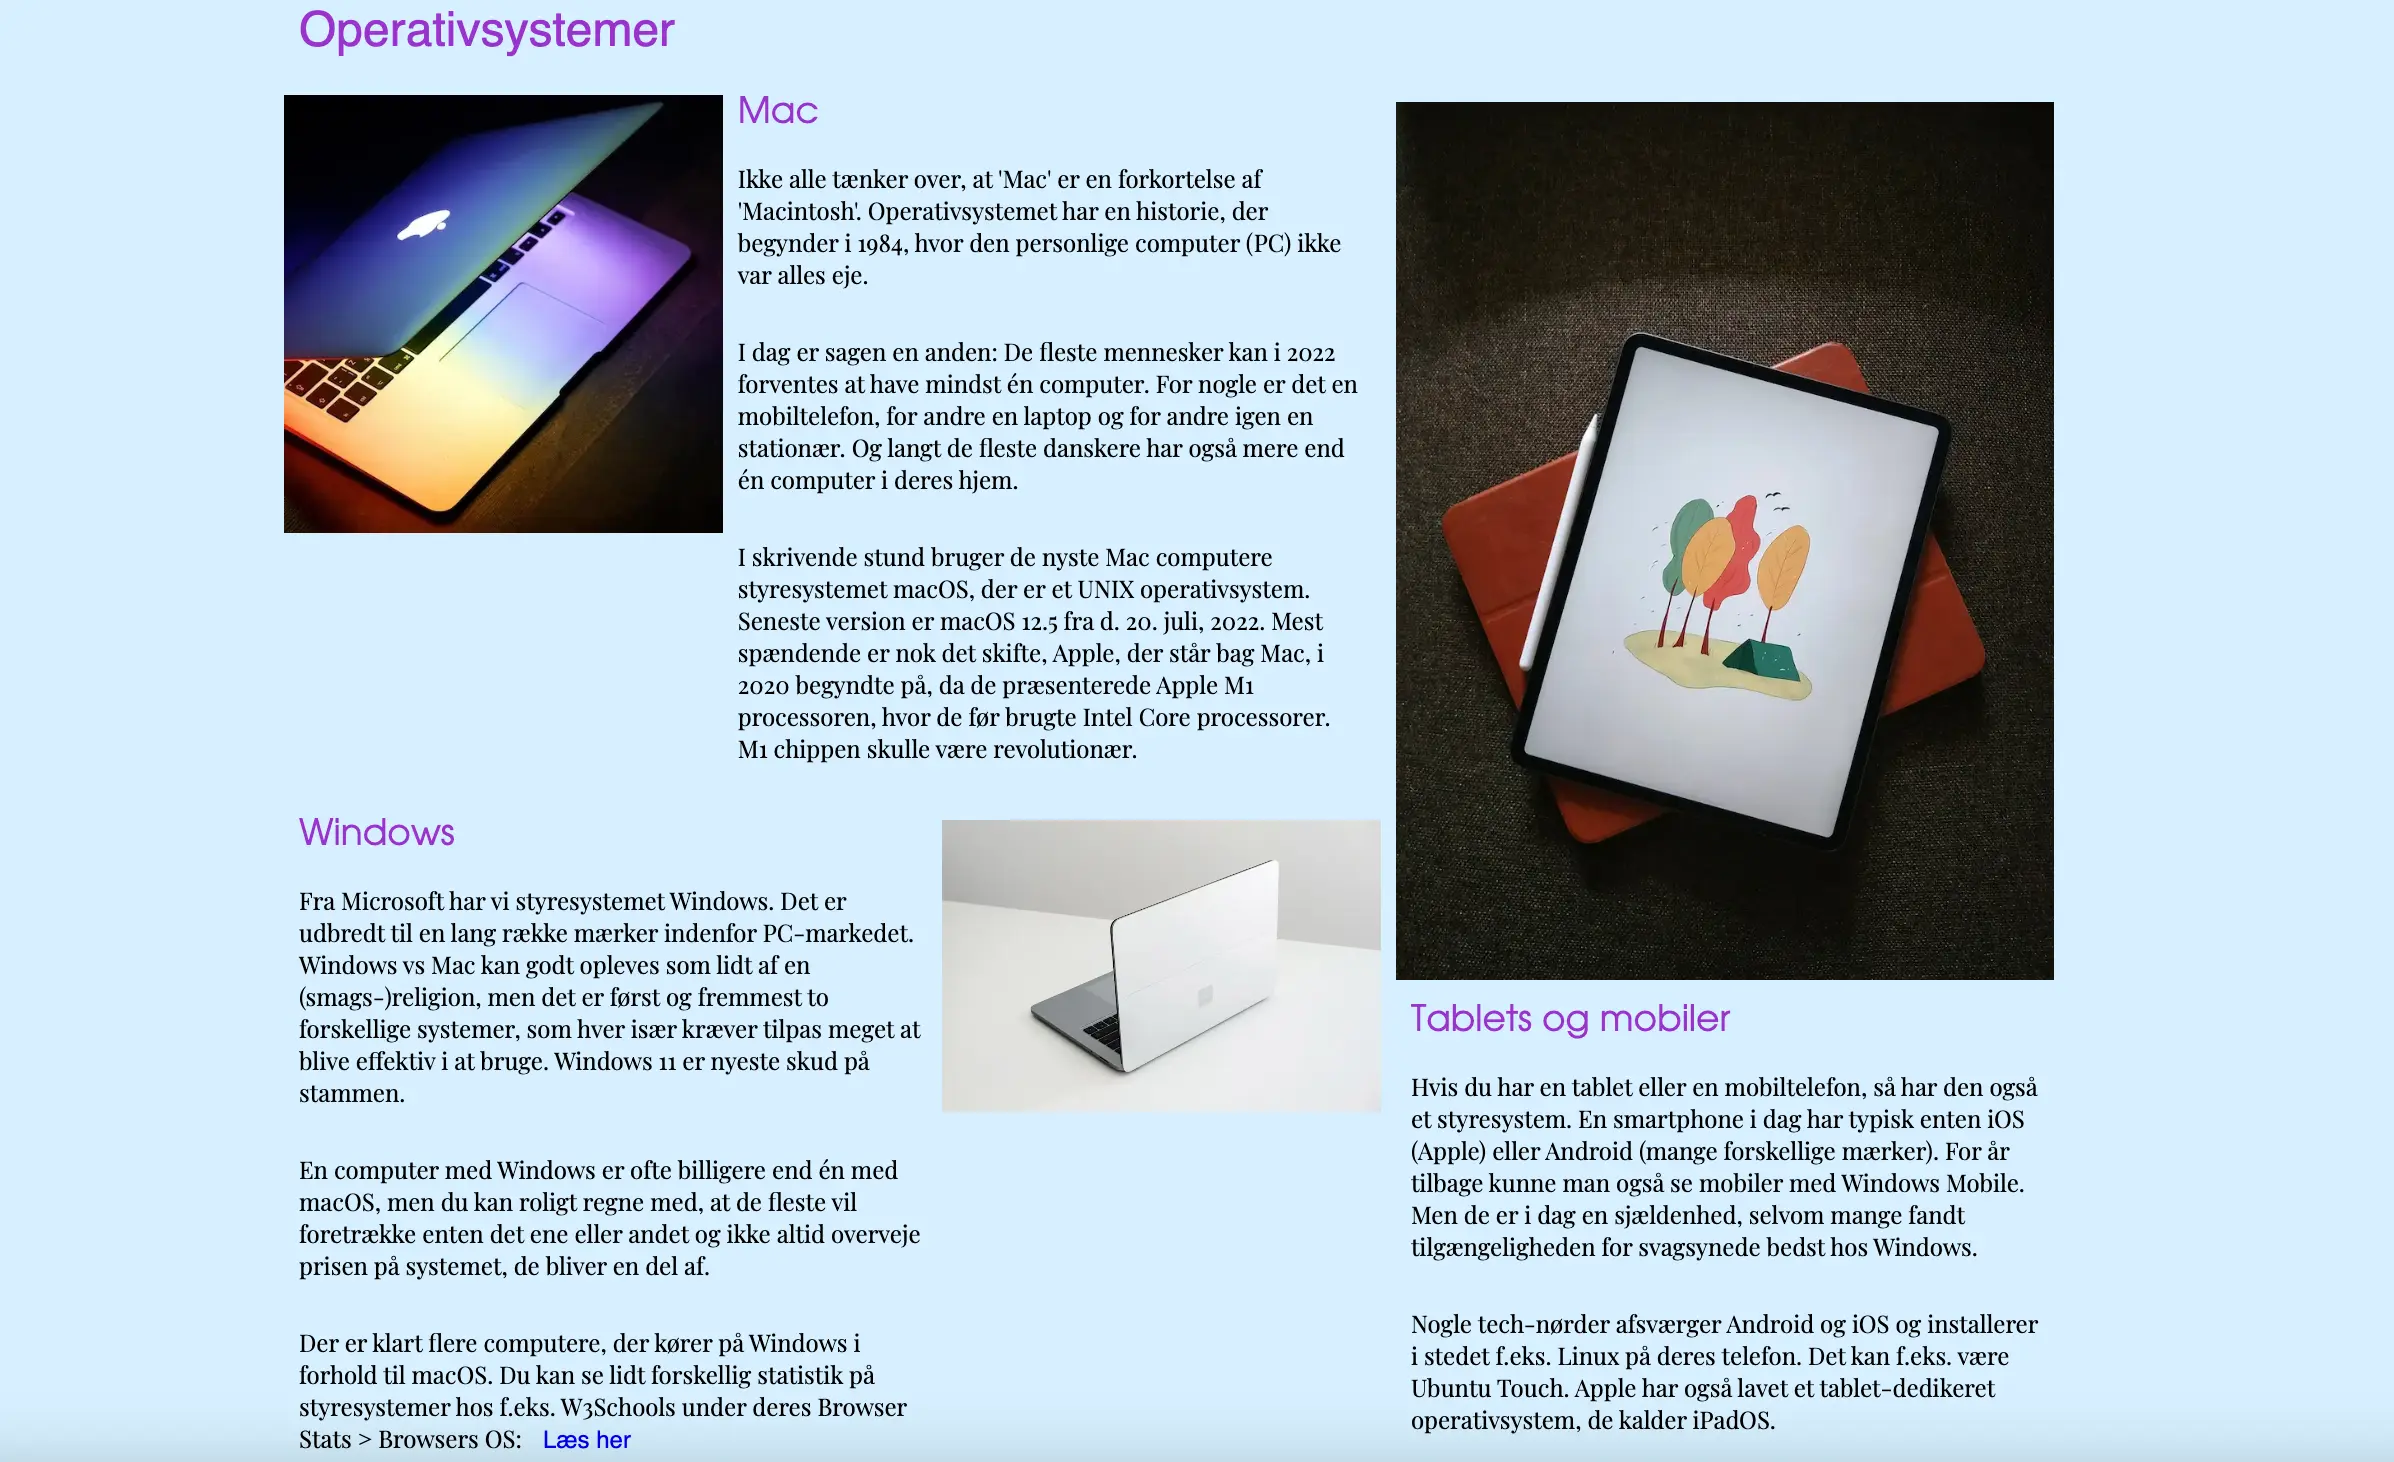 Operativsystemer
Mac
Ikke alle tænker over, at 'Mac' er en forkortelse af
'Macintosh'. Operativsystemet har en historie, der
begynder i 1984, hvor den personlige computer (PC) ikke
var alles eje.
I dag er sagen en anden: De fleste mennesker kan i 2022
forventes at have mindst én computer. For nogle er det en
mobiltelefon, for andre en laptop og for andre igen en
stationær. Og langt de fleste danskere har også mere end
én computer i deres hjem.
I skrivende stund bruger de nyste Mac computere
styresystemet macOS, der er et UNIX operativsystem.
Seneste version er macOS 12.5 fra d. 20. juli, 2022. Mest
spændende er nok det skifte, Apple, der står bag Mac, i
2020 begyndte på, da de præsenterede Apple M1
processoren, hvor de før brugte Intel Core processorer.
M1 chippen skulle være revolutionær.
Windows
Fra Microsoft har vi styresystemet Windows. Det er
udbredt til en lang række mærker indenfor PC-markedet.
Windows vs Mac kan godt opleves som lidt af en
(smags-)religion, men det er først og fremmest to
forskellige systemer, som hver især kræver tilpas meget at
blive effektiv i at bruge. Windows 11 er nyeste skud på
stammen.
En computer med Windows er ofte billigere end én med
macOS, men du kan roligt regne med, at de fleste vil
foretrække enten det ene eller andet og ikke altid overveje
prisen på systemet, de bliver en del af.
Der er klart flere computere, der kører på Windows i
forhold til macOS. Du kan se lidt forskellig statistik på
styresystemer hos f.eks. W3Schools under deres Browser
Stats > Browsers OS: Læs her
Tablets og mobiler
Hvis du har en tablet eller en mobiltelefon, så har den også
et styresystem. En smartphone i dag har typisk enten iOS
(Apple) eller Android (mange forskellige mærker). For år
tilbage kunne man også se mobiler med Windows Mobile.
Men de er i dag en sjældenhed, selvom mange fandt
tilgængeligheden for svagsynede bedst hos Windows.
Nogle tech-nørder afsværger Android og iOS og installerer
i stedet f.eks. Linux på deres telefon. Det kan f.eks. være
Ubuntu Touch. Apple har også lavet et tablet-dedikeret
operativsystem, de kalder iPadOS.